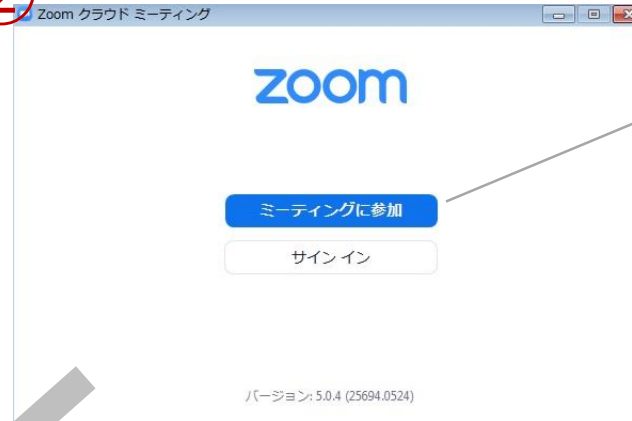 Zoom クラウド ミーティング
zoom
ミーティングに参加
サイン イン
バージョン: 5.0.4 (25694.0524)